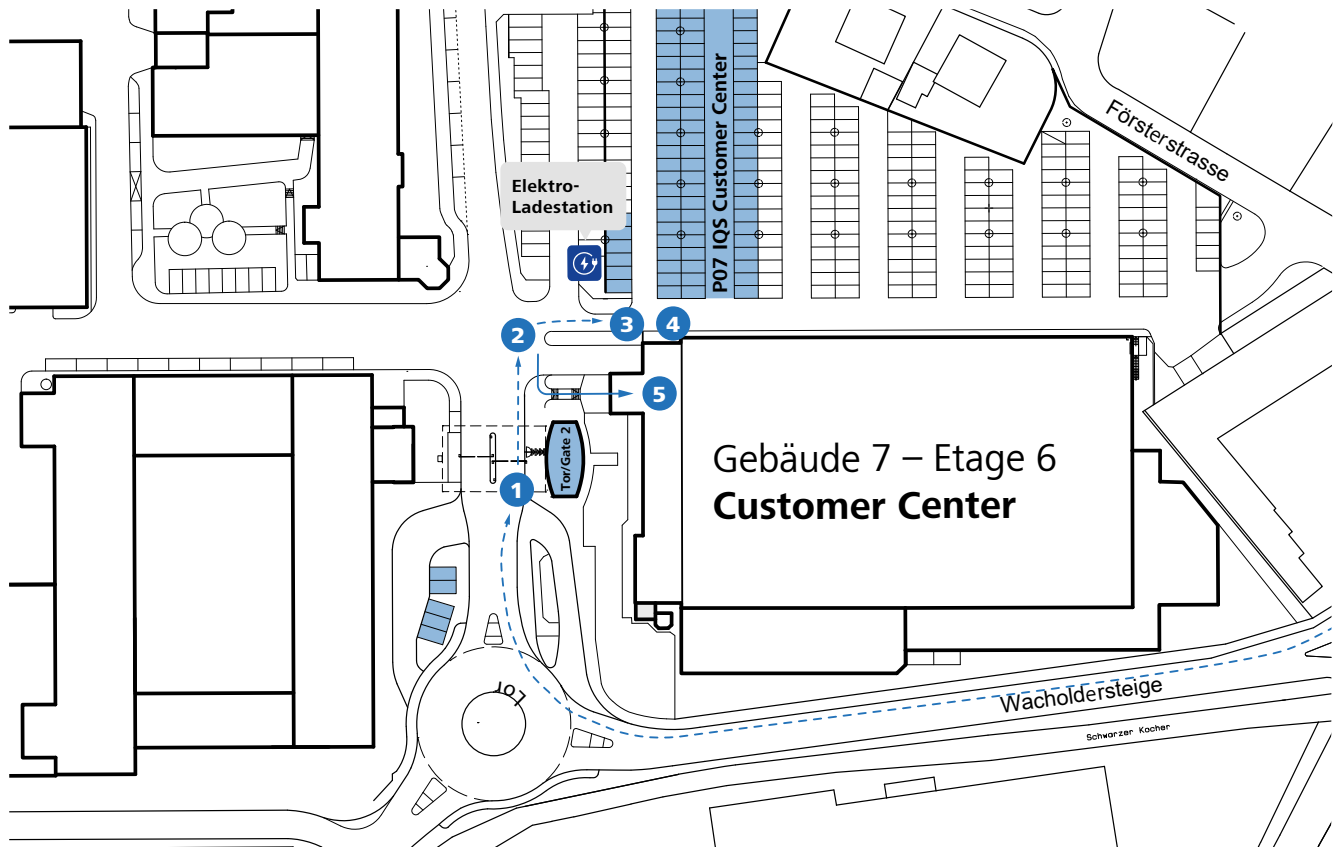 P07 IQS Customer Center
Försterstrasse
Elektro-
Ladestation
2
3
4
5
Tor/Gate 2
1
Gebäude 7 – Etage 6
Customer Center
Wacholdersteige
Schwarzer Kocher